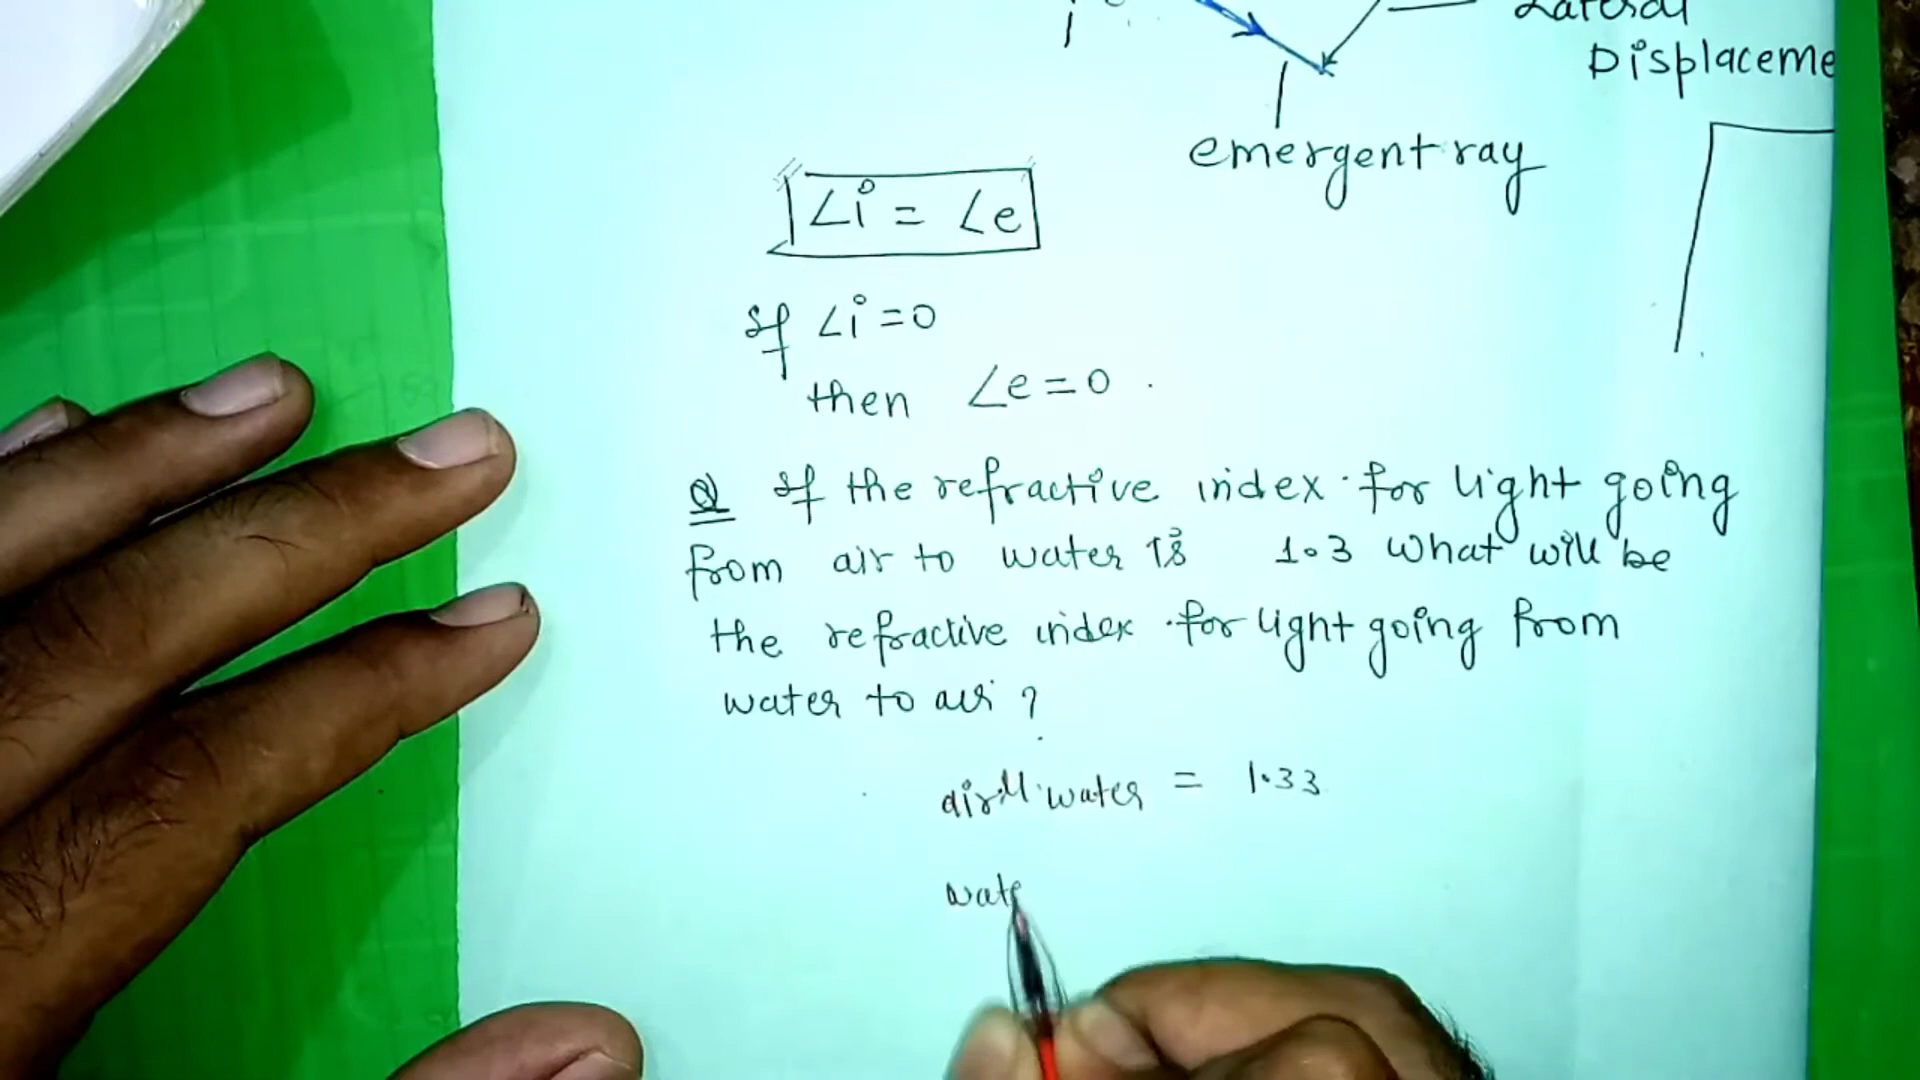 Lateral
Displaceme
i
emergent ray
∠i = ∠e
If ∠i = 0
then ∠e = 0
Q If the refractive index for light going
from air to water is 1.3 what will be
the refractive index for light going from
water to air ?
airμwater = 1.33
wate